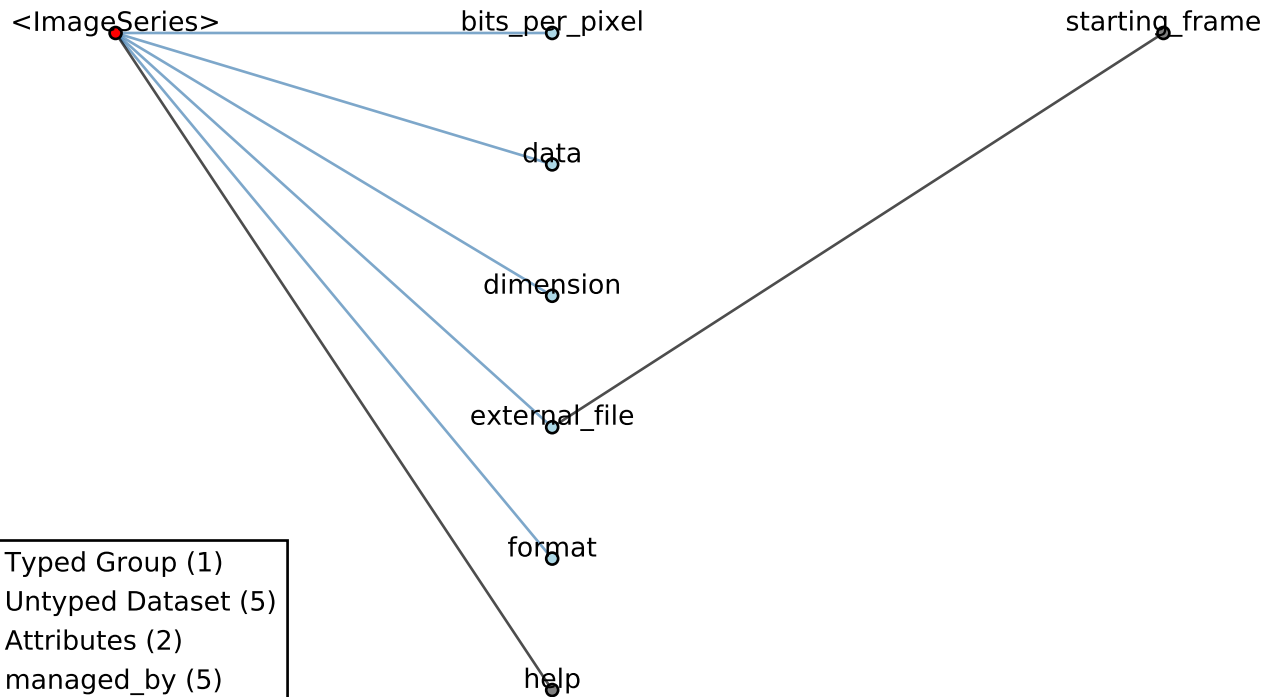 <ImageSeries>
bits_per_pixel
starting_frame
data
dimension
external_file
format
help
Typed Group (1)
Untyped Dataset (5)
Attributes (2)
managed_by (5)